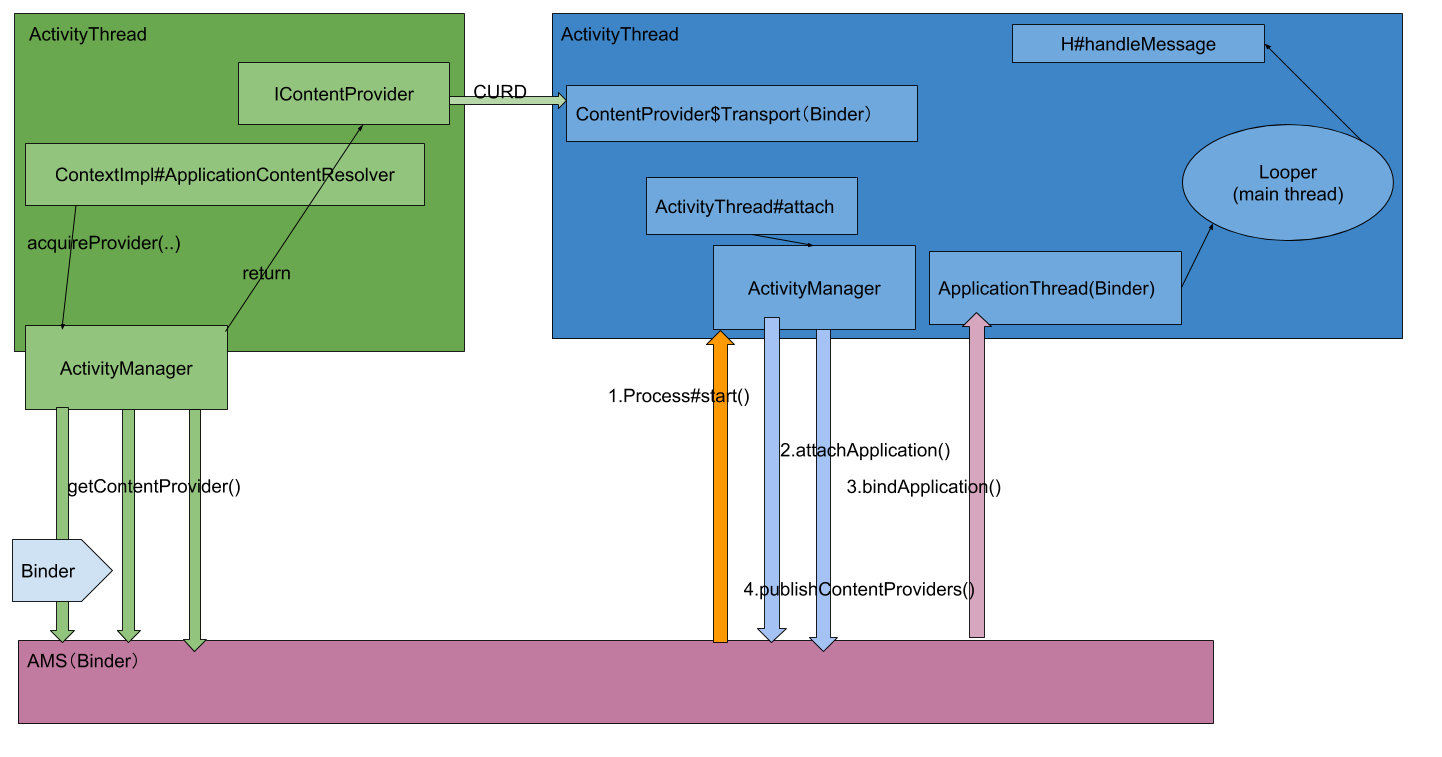 ActivityThread
IContentProvider
ContextImpl#ApplicationContentResolver
acquireProvider(..)
return
ActivityManager
getContentProvider()
Binder
CURD
ActivityThread
H#handleMessage
ContentProvider$Transport(Binder)
Looper
(main thread)
ActivityThread#attach
ActivityManager
ApplicationThread(Binder)
1.Process#start()
2.attachApplication()
3.bindApplication()
4.publishContentProviders()
AMS(Binder)